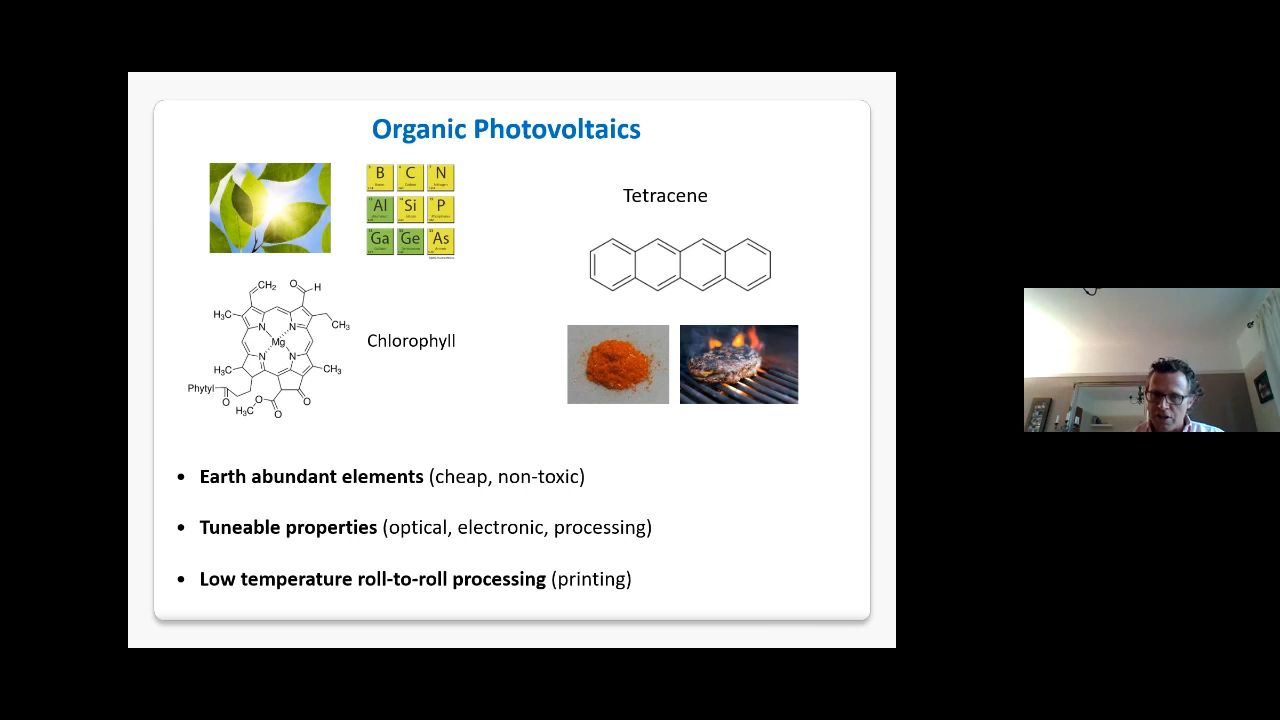 Organic Photovoltaics
B C N
Al Si P
Ga Ge As
Tetracene
CH₂ O H
H₃C CH₃
N N
Mg
N N
H₃C CH₃
Phytyl O
O O
H₃C O
Chlorophyll
• Earth abundant elements (cheap, non-toxic)
• Tuneable properties (optical, electronic, processing)
• Low temperature roll-to-roll processing (printing)